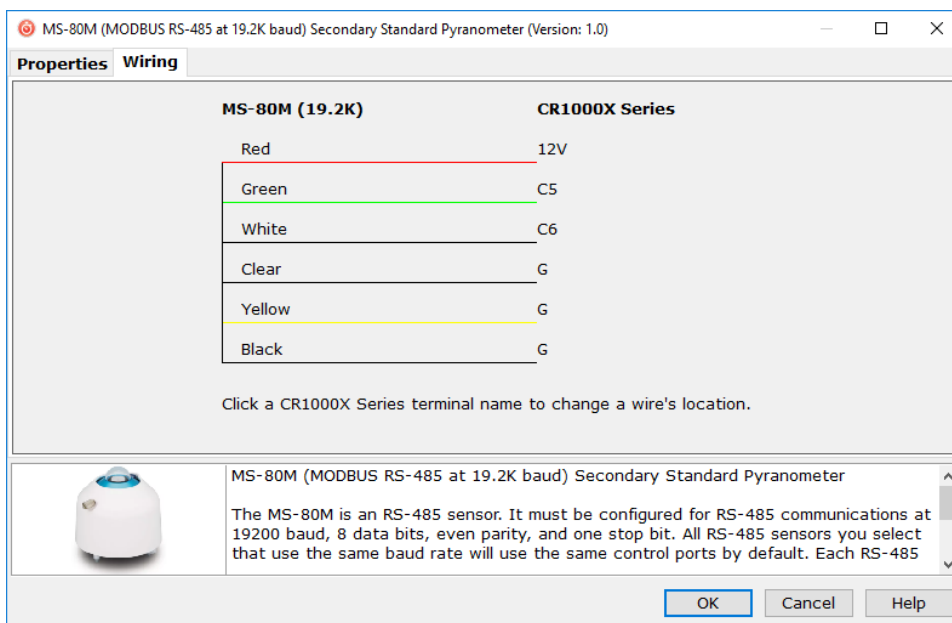 MS-80M (MODBUS RS-485 at 19.2K baud) Secondary Standard Pyranometer (Version: 1.0)
Properties Wiring
MS-80M (19.2K) CR1000X Series
Red 12V
Green C5
White C6
Clear G
Yellow G
Black G
Click a CR1000X Series terminal name to change a wire's location.
MS-80M (MODBUS RS-485 at 19.2K baud) Secondary Standard Pyranometer
The MS-80M is an RS-485 sensor. It must be configured for RS-485 communications at
19200 baud, 8 data bits, even parity, and one stop bit. All RS-485 sensors you select
that use the same baud rate will use the same control ports by default. Each RS-485
OK Cancel Help